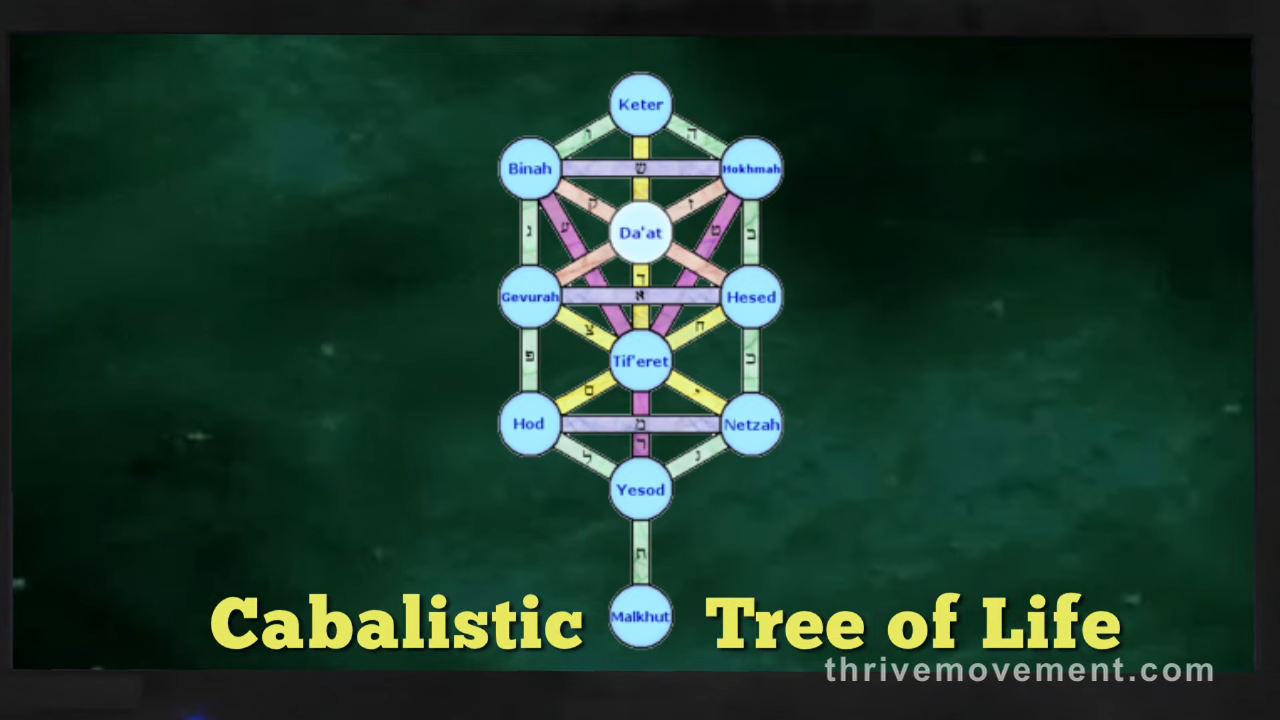 Keter
ו ה
Binah ש Hokhmah
ק ז
נ ע Da'at ט ב
ד
Gevurah א Hesed
צ ח
פ כ
Tif'eret
ס י
Hod מ Netzah
ר
ל נ
Yesod
ת
Cabalistic Malkhut Tree of Life
thrivemovement.com